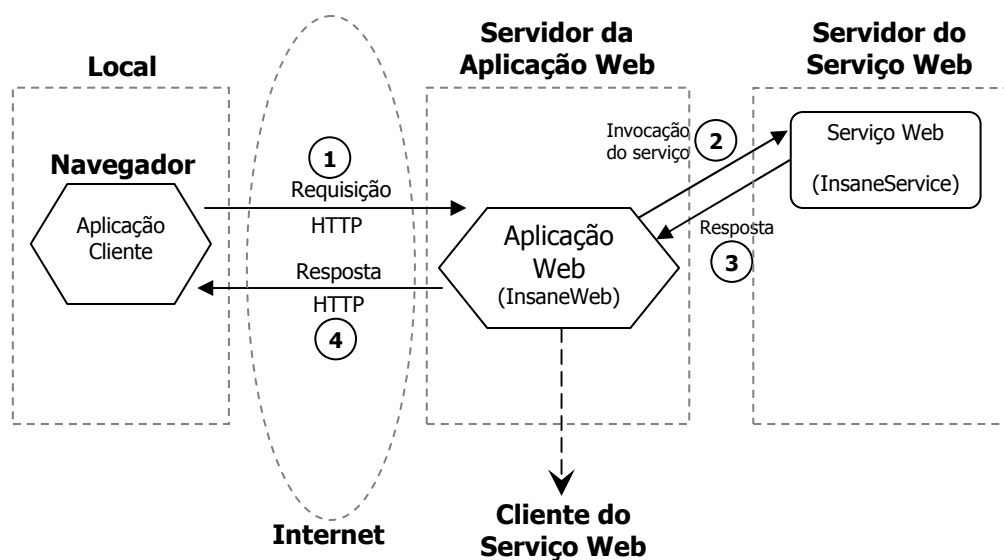 Local
Servidor da
Aplicação Web
Servidor do
Serviço Web
Navegador
Aplicação
Cliente
1
Requisição
HTTP
Resposta
HTTP
4
Aplicação
Web
(InsaneWeb)
Invocação
do serviço
2
Resposta
3
Serviço Web
(InsaneService)
Internet
Cliente do
Serviço Web